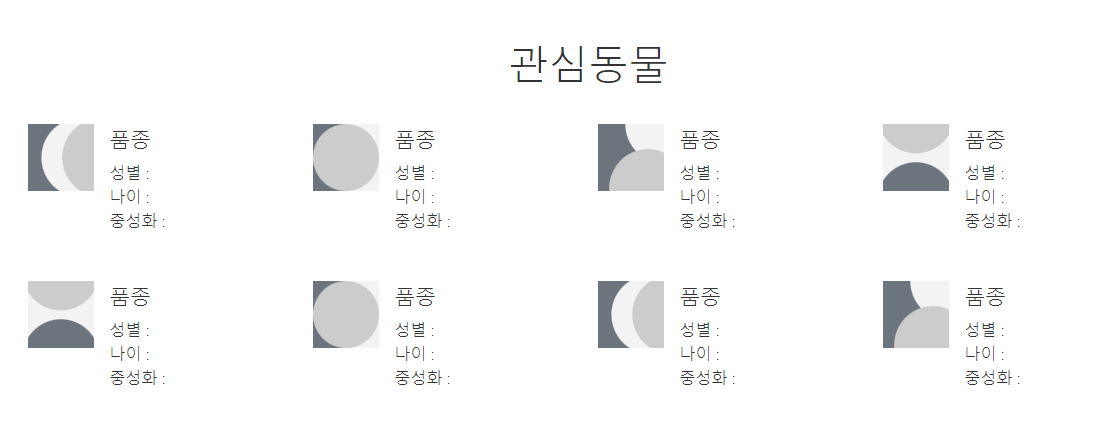 관심동물
품종
성별 :
나이 :
중성화 :
품종
성별 :
나이 :
중성화 :
품종
성별 :
나이 :
중성화 :
품종
성별 :
나이 :
중성화 :
품종
성별 :
나이 :
중성화 :
품종
성별 :
나이 :
중성화 :
품종
성별 :
나이 :
중성화 :
품종
성별 :
나이 :
중성화 :